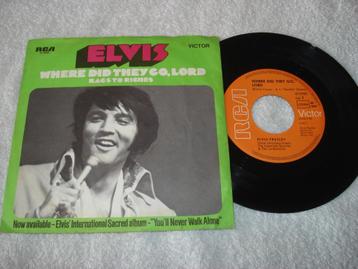 RCA
ELVIS
VICTOR
WHERE DID THEY GO, LORD
RAGS TO RICHES
Now available - Elvis' International Sacred album - "You'll Never Walk Alone"
RCA
Victor
WHERE DID THEY GO,
LORD
ELVIS PRESLEY